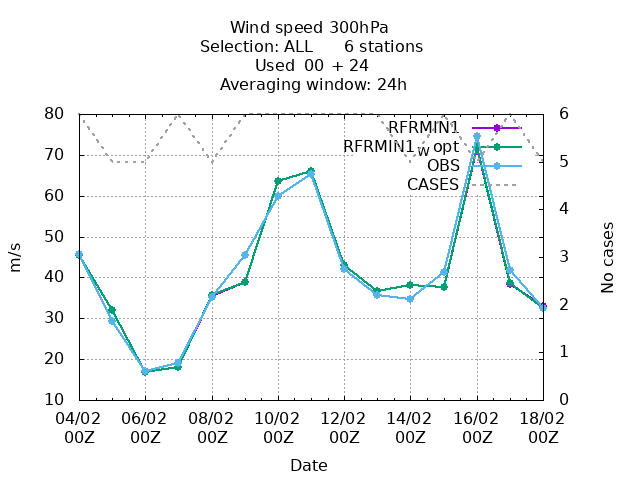 Wind speed 300hPa
Selection: ALL      6 stations
Used  00 + 24
Averaging window: 24h
RFRMIN1
RFRMIN1_w opt
OBS
CASES
80
70
60
50
40
30
20
10
m/s
6
5
4
3
2
1
0
No cases
04/02 06/02 08/02 10/02 12/02 14/02 16/02 18/02
00Z 00Z 00Z 00Z 00Z 00Z 00Z 00Z
Date